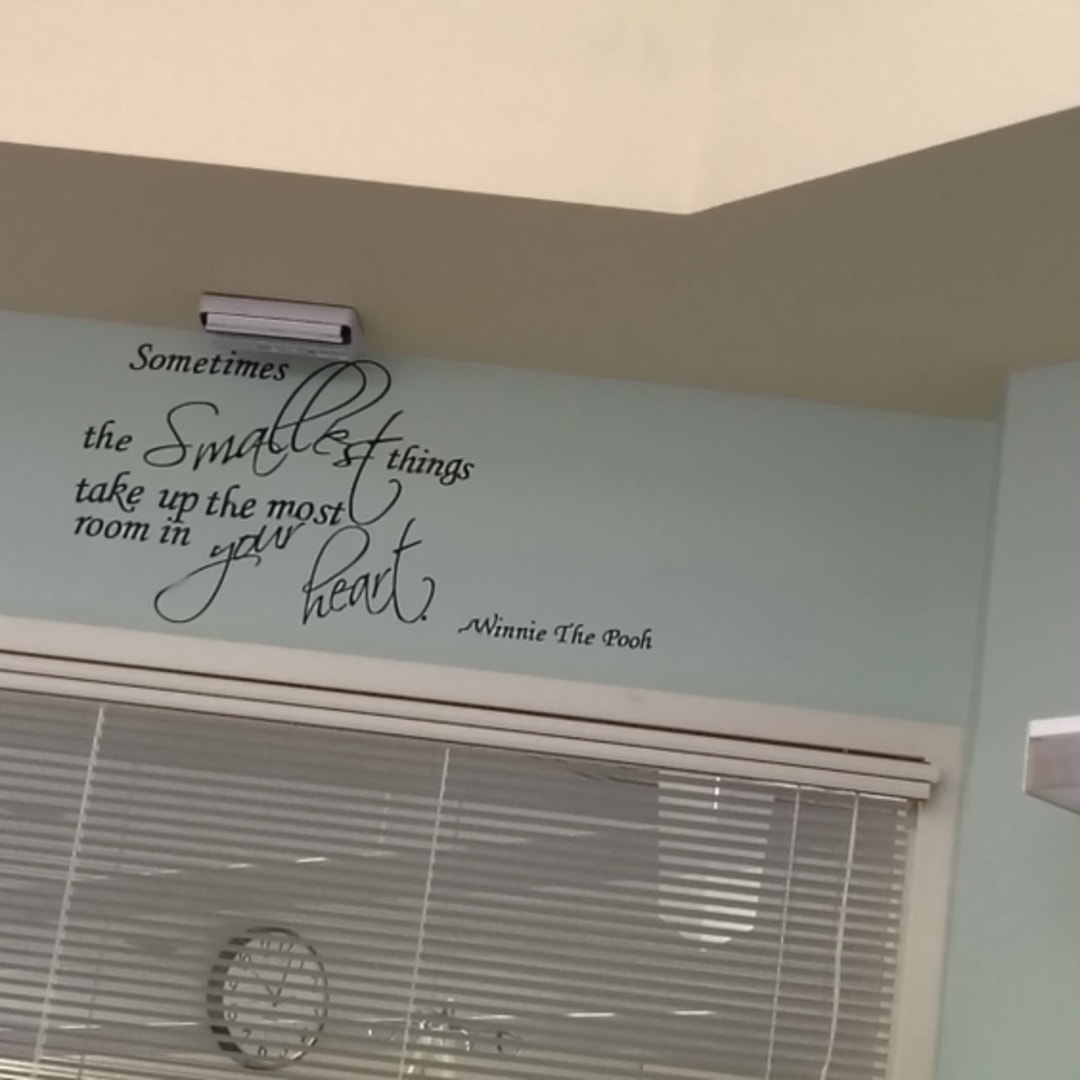 Sometimes
the Smallest things
take up the most
room in your heart.
~Winnie The Pooh